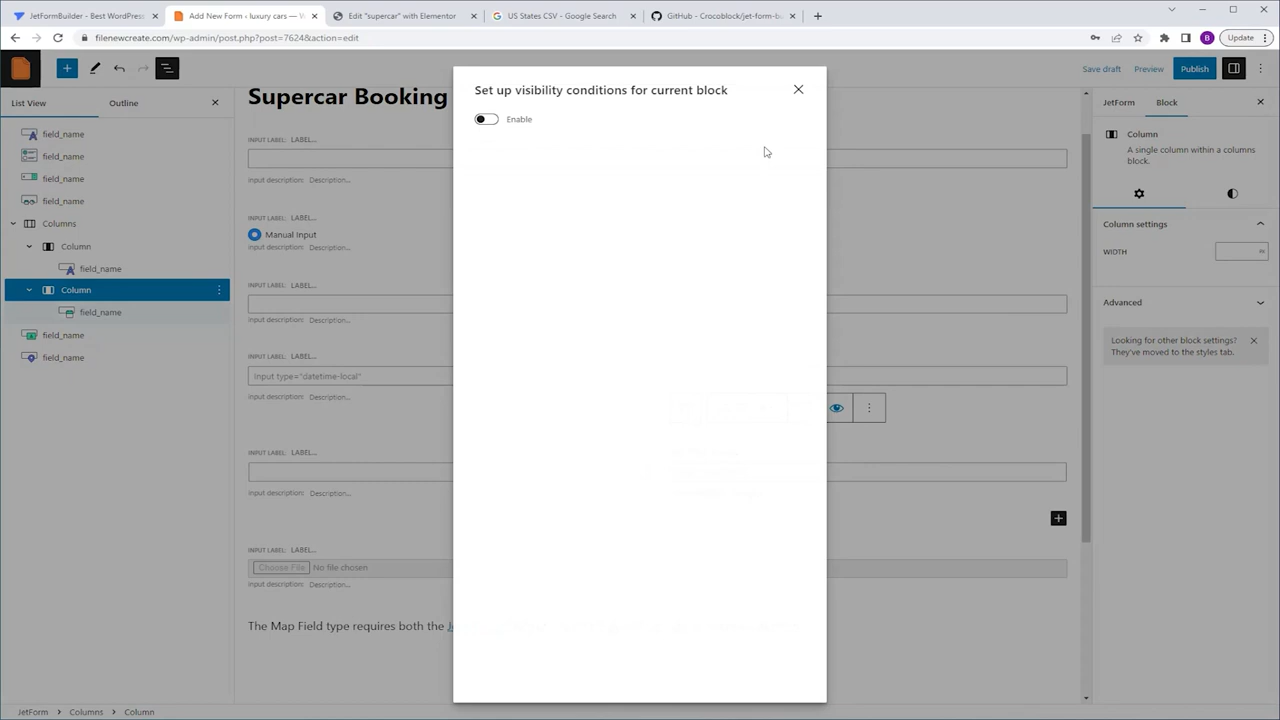 JetFormBuilder - Best WordPress
Add New Form ‹ luxury cars — W
Edit "supercar" with Elementor
US States CSV - Google Search
GitHub - Crocoblock/jet-form-bu
filenewcreate.com/wp-admin/post.php?post=7624&action=edit
B
Update
Save draft
Preview
Publish
List View
Outline
field_name
field_name
field_name
field_name
Columns
Column
field_name
Column
field_name
field_name
field_name
Supercar Booking
INPUT LABEL: LABEL...
Input description: Description...
INPUT LABEL: LABEL...
Manual Input
Input description: Description...
INPUT LABEL: LABEL...
Input description: Description...
INPUT LABEL: LABEL...
Input type="datetime-local"
Input description: Description...
INPUT LABEL: LABEL...
Input description: Description...
INPUT LABEL: LABEL...
Choose File No file chosen
Input description: Description...
The Map Field type requires both the
Set up visibility conditions for current block
Enable
JetForm
Block
Column
A single column within a columns
block.
Column settings
WIDTH
Advanced
Looking for other block settings?
They've moved to the styles tab.
JetForm › Columns › Column